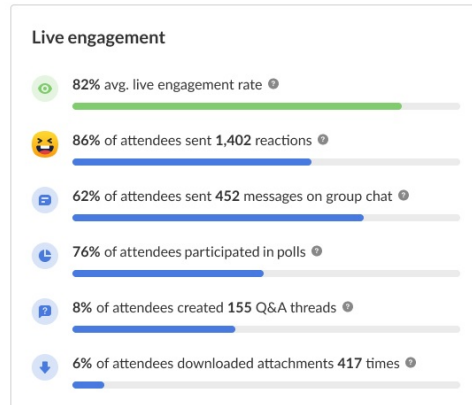 Live engagement
82% avg. live engagement rate ?
86% of attendees sent 1,402 reactions ?
62% of attendees sent 452 messages on group chat ?
76% of attendees participated in polls ?
8% of attendees created 155 Q&A threads ?
6% of attendees downloaded attachments 417 times ?